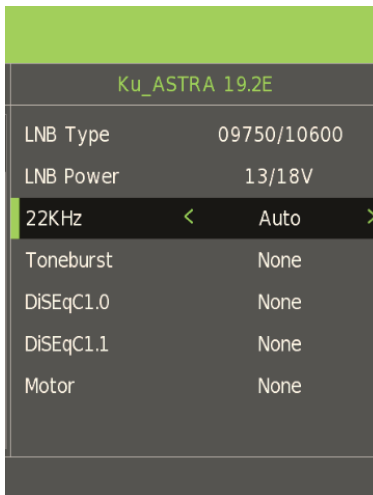 Ku_ASTRA 19.2E
LNB Type 09750/10600
LNB Power 13/18V
22KHz < Auto >
Toneburst None
DiSEqC1.0 None
DiSEqC1.1 None
Motor None